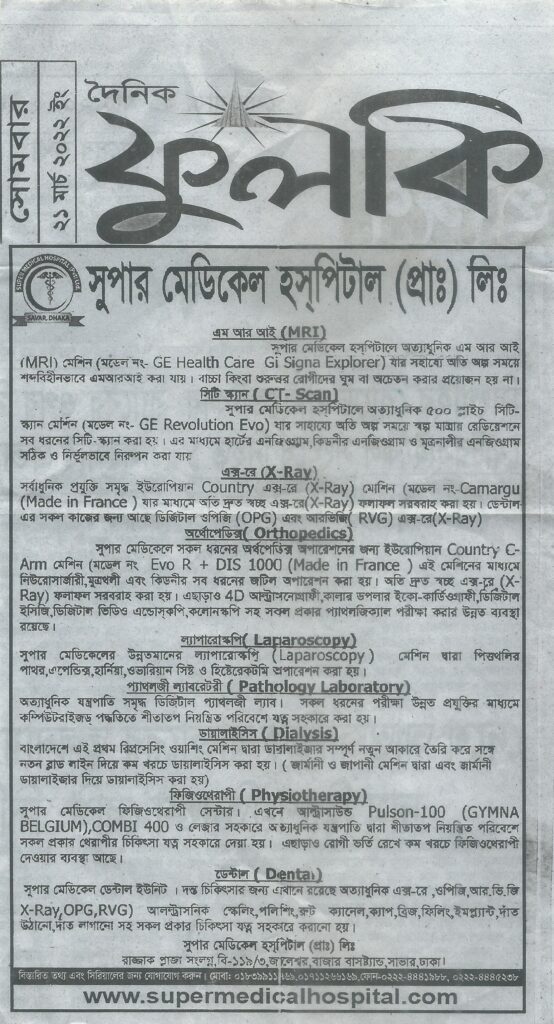 সোমবার
২১ মার্চ ২০২২ ইং
দৈনিক
ফুলকি
SUPER MEDICAL HOSPITAL (PVT) LTD
SAVAR, DHAKA
সুপার মেডিকেল হস্পিটাল (প্রাঃ) লিঃ
এম আর আই (MRI)
সুপার মেডিকেল হস্পিটালে অত্যাধুনিক এম আর আই
(MRI) মেশিন (মডেল নং- GE Health Care Gi Signa Explorer) যার সহায্যে অতি অল্প সময়ে
শব্দবিহীনভাবে এমআরআই করা যায়। বাচ্চা কিংবা গুরুত্বর রোগীদের ঘুম বা অচেতন করার প্রয়োজন হয় না।
সিটি স্ক্যান ( CT- Scan)
সুপার মেডিকেল হস্পিটালে অত্যাধুনিক ৫০০ স্লাইচ সিটি-
স্ক্যান মেশিন (মডেল নং- GE Revolution Evo) যার সাহায্যে অতি অল্প সময়ে স্বল্প মাত্রার রেডিয়েশনে
সব ধরনের সিটি-স্ক্যান করা হয়। এর মাধ্যমে হার্টের এনজিওগ্রাম,কিডনীর এনজিওগ্রাম ও মূত্রনালীর এনজিওগ্রাম
সঠিক ও নির্ভুলভাবে নিরূপন করা যায়
এক্স-রে (X-Ray)
সর্বাধুনিক প্রযুক্তি সমৃদ্ধ ইউরোপিয়ান Country এক্স-রে (X-Ray) মোশিন (মডেল নং-Camargu
(Made in France ) যার মাধ্যমে অতি দ্রুত স্বচ্ছ এক্স-রে(X-Ray) ফলাফল সরবরাহ করা হয়। ডেন্টাল
-এর সকল কাজের জন্য আছে ডিজিটাল ওপিজি (OPG) এবং আরভিজি( RVG) এক্স-রে(X-Ray)
অর্থোপেডিক্স( Orthopedics)
সুপার মেডিকেলে সকল ধরনের অর্থপেডিক্স অপারেশনের জন্য ইউরোপিয়ান Country C-
Arm মেশিন (মডেল নং Evo R + DIS 1000 (Made in France ) এই মেশিনের মাধ্যমে
নিউরোসার্জারী,মূত্রথলী এবং কিডনীর সব ধরনের জটিল অপারেশন করা হয়। অতি দ্রুত স্বচ্ছ এক্স-রে (X-
Ray) ফলাফল সরবরাহ করা হয়। এছাড়াও 4D আল্ট্রাসনোগ্রাফী,কালার ডপলার ইকো-কার্ডিওগ্রাফী,ডিজিটাল
ইসিজি,ডিজিটাল ভিডিও এন্ডোস্কপি,কলোনস্কপি সহ সকল প্রকার প্যাথলজিক্যাল পরীক্ষা করার উন্নত ব্যবস্থা
রয়েছে।
ল্যাপারোস্কপি( Laparoscopy)
সুপার মেডিকেলের উন্নতমানের ল্যাপারোস্কপি (Laparoscopy ) মেশিন দ্বারা পিত্তথলির
পাথর,এপেন্ডিক্স,হার্নিয়া,ওভারিয়ান সিষ্ট ও হিষ্টেরেকটমি অপারেশন করা হয়।
প্যাথলজী ল্যাবরেটরী ( Pathology Laboratory)
অত্যাধুনিক যন্ত্রপাতি সমৃদ্ধ ডিজিটাল প্যাথলজী ল্যাব। সকল ধরনের পরীক্ষা উন্নত প্রযুক্তির মাধ্যমে
কম্পিউটারাইজড্ পদ্ধতিতে শীতাতপ নিয়ন্ত্রিত পরিবেশে যত্ন সহকারে করা হয়।
ডায়ালাইসিস ( Dialysis)
বাংলাদেশে এই প্রথম রিপ্রসেসিং ওয়াশিং মেশিন দ্বারা ডায়ালাইজার সম্পূর্ণ নতুন আকারে তৈরি করে সঙ্গে
নতন ব্লাড লাইন দিয়ে কম খরচে ডায়ালাইসিস করা হয়। ( জার্মানী ও জাপানী মেশিন দ্বারা এবং জার্মানী
ডায়ালাইজার দিয়ে ডায়ালাইসিস করা হয়)
ফিজিওথেরাপী ( Physiotherapy)
সুপার মেডিকেল ফিজিওথেরাপী সেন্টার। এখনে আল্ট্রাসাউন্ড Pulson-100 (GYMNA
BELGIUM),COMBI 400 ও লেজার সহকারে অত্যাধুনিক যন্ত্রপাতি দ্বারা শীতাতপ নিয়ন্ত্রিত পরিবেশে
সকল প্রকার থেরাপীর চিকিৎসা যত্ন সহকারে দেয়া হয়। এছাড়াও রোগী ভর্তি রেখে কম খরচে ফিজিওথেরাপী
দেওয়ার ব্যবস্থা আছে।
ডেন্টাল ( Dental)
সুপার মেডিকেল ডেন্টাল ইউনিট। দন্ত চিকিৎসার জন্য এখানে রয়েছে অত্যাধুনিক এক্স-রে ,ওপিজি,আর.ভি.জি
X-Ray,OPG,RVG) আলট্রাসনিক স্কেলিং,পলিশিং,রুট ক্যানেল,ক্যাপ,ব্রিজ,ফিলিং,ইমপ্ল্যান্ট,দাঁত
উঠানো,দাঁত লাগানো সহ সকল প্রকার চিকিৎসা যত্ন সহকারে করানো হয়।
সুপার মেডিকেল হস্পিটাল (প্রাঃ) লিঃ
রাজ্জাক প্লাজা সংলগ্ন,বি-১১৯/৩,জালেশ্বর,বাজার বাসষ্ট্যান্ড,সাভার,ঢাকা।
বিস্তারিত তথ্য এবং সিরিয়ালের জন্য যোগাযোগ করুন। মোবাঃ ০১৭১১২৬৬১৬৯,ফোন-০২২২-৪৪৪১৯৮৮, ০২২২-৪৪৪৫২৩৮
www.supermedicalhospital.com